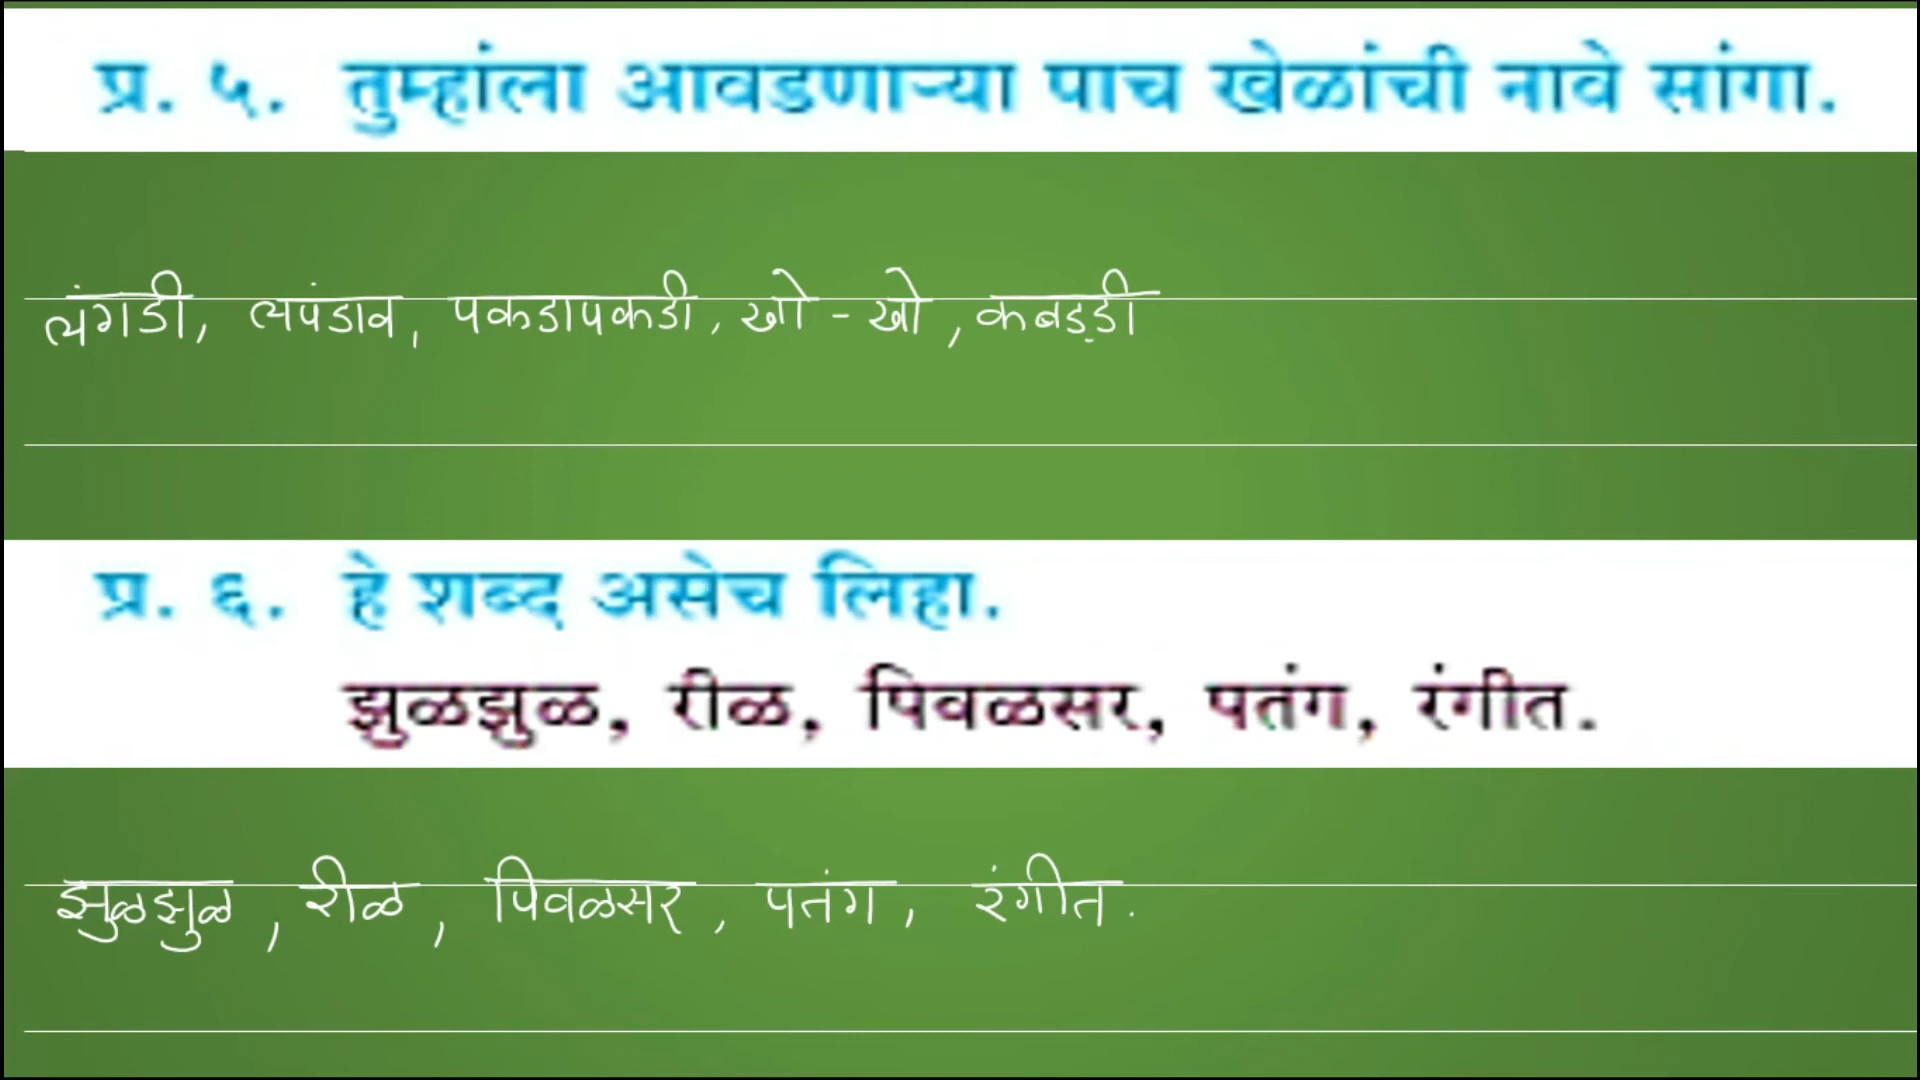 प्र. ५. तुम्हांला आवडणाऱ्या पाच खेळांची नावे सांगा.
लंगडी, लपंडाव, पकडापकडी, खो - खो, कबड्डी
प्र. ६. हे शब्द असेच लिहा.
झुळझुळ, रीळ, पिवळसर, पतंग, रंगीत.
झुळझुळ, रीळ, पिवळसर, पतंग, रंगीत.